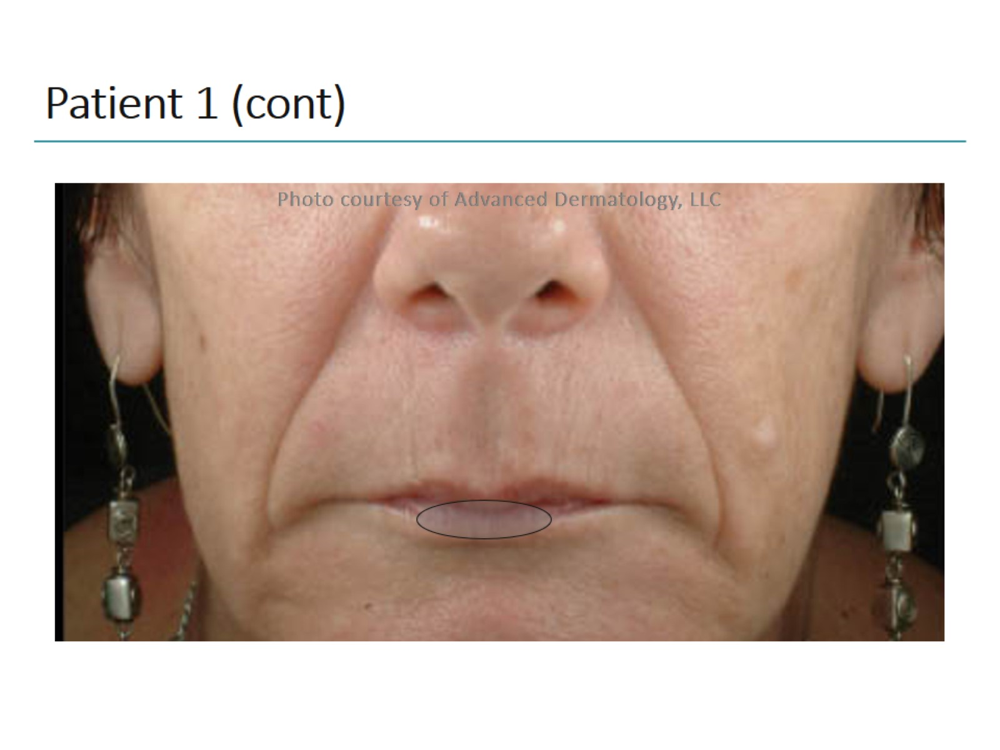 Patient 1 (cont)
Photo courtesy of Advanced Dermatology, LLC